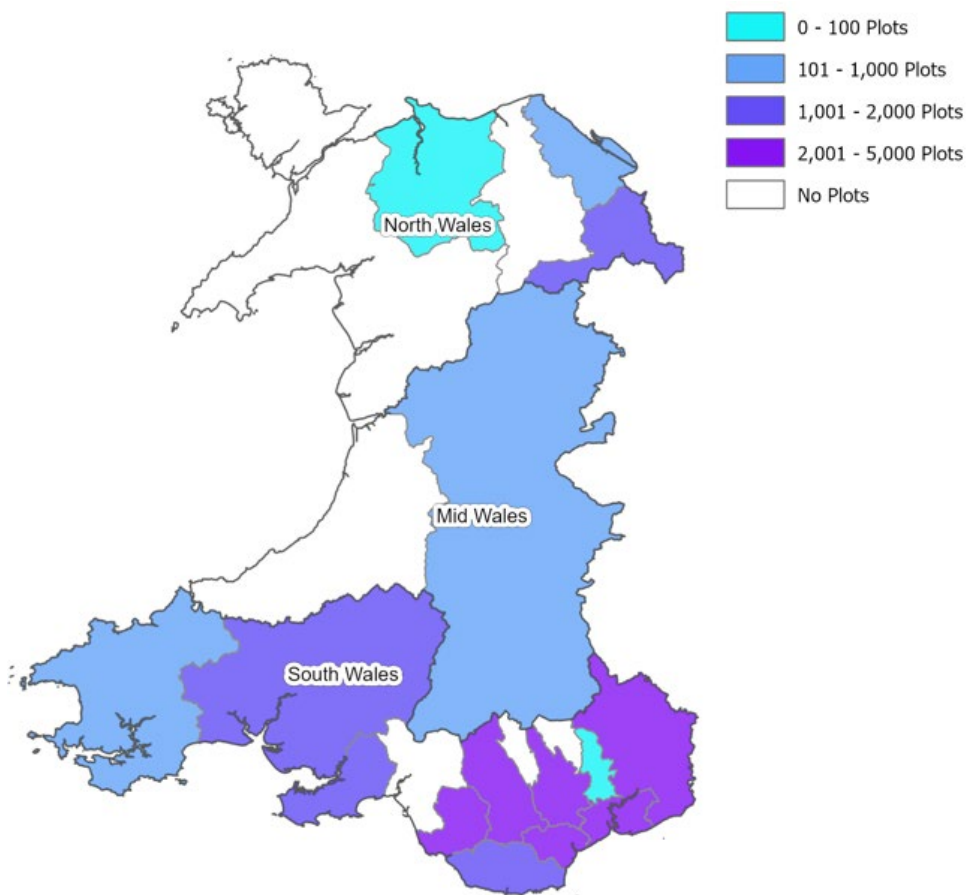 0 - 100 Plots
101 - 1,000 Plots
1,001 - 2,000 Plots
2,001 - 5,000 Plots
No Plots
North Wales
Mid Wales
South Wales